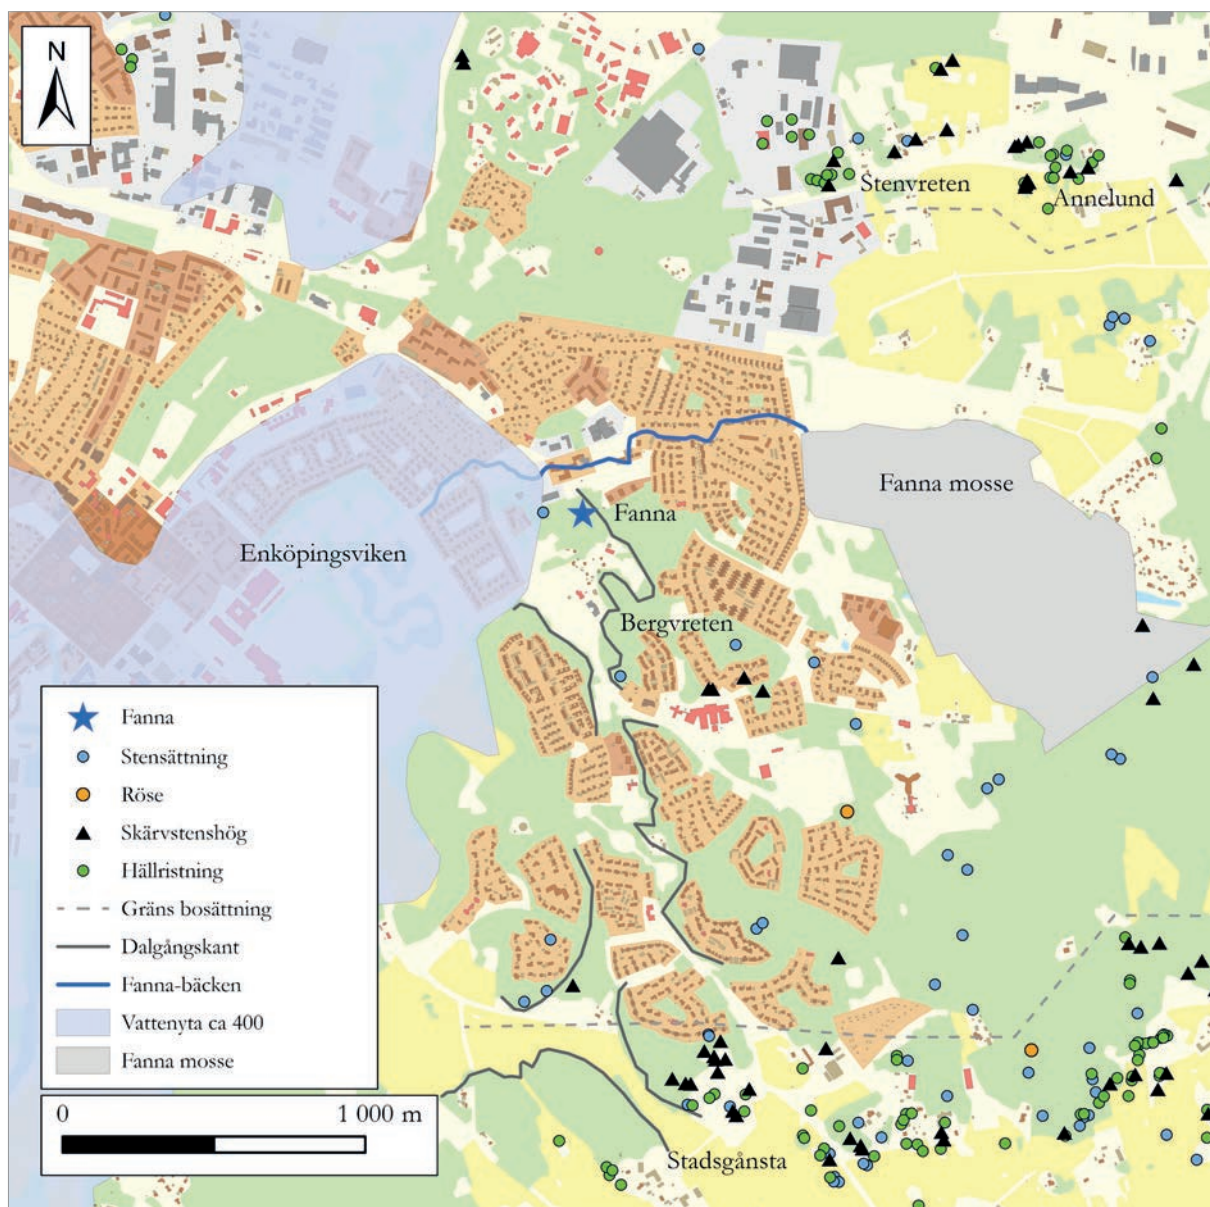 N
Stenvreten
Annelund
Fanna mosse
Fanna
Enköpingsviken
Bergvreten
Fanna
Stensättning
Röse
Skärvstenshög
Hällristning
Gräns bosättning
Dalgångskant
Fanna-bäcken
Vattenyta ca 400
Fanna mosse
0 1 000 m
Stadsgånsta